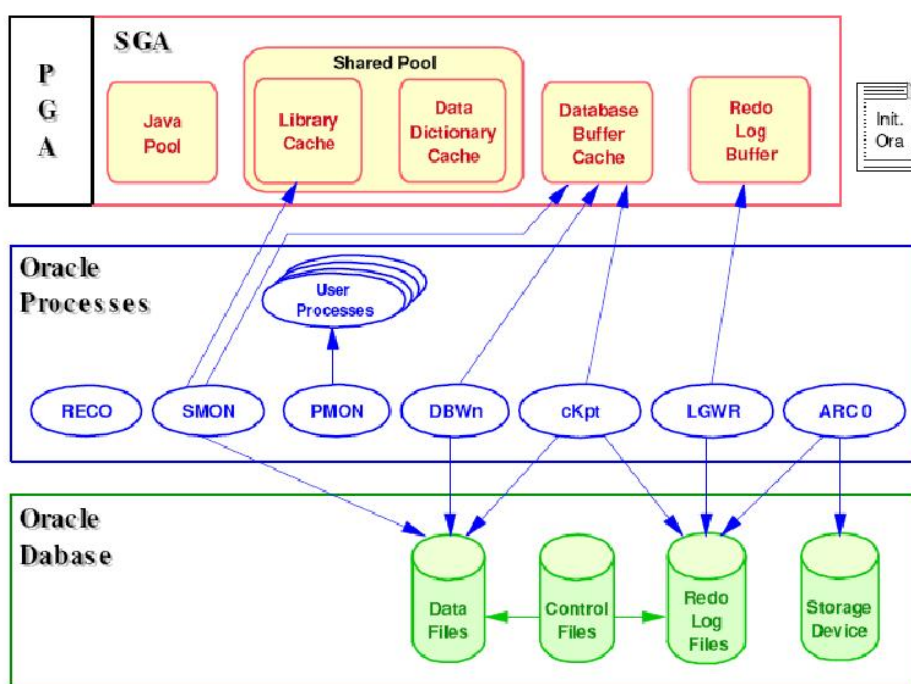 P
G
A
SGA
Shared Pool
Java
Pool
Library
Cache
Data
Dictionary
Cache
Database
Buffer
Cache
Redo
Log
Buffer
Init.
Ora
Oracle
Processes
User
Processes
RECO
SMON
PMON
DBWn
cKpt
LGWR
ARC 0
Oracle
Dabase
Data
Files
Control
Files
Redo
Log
Files
Storage
Device